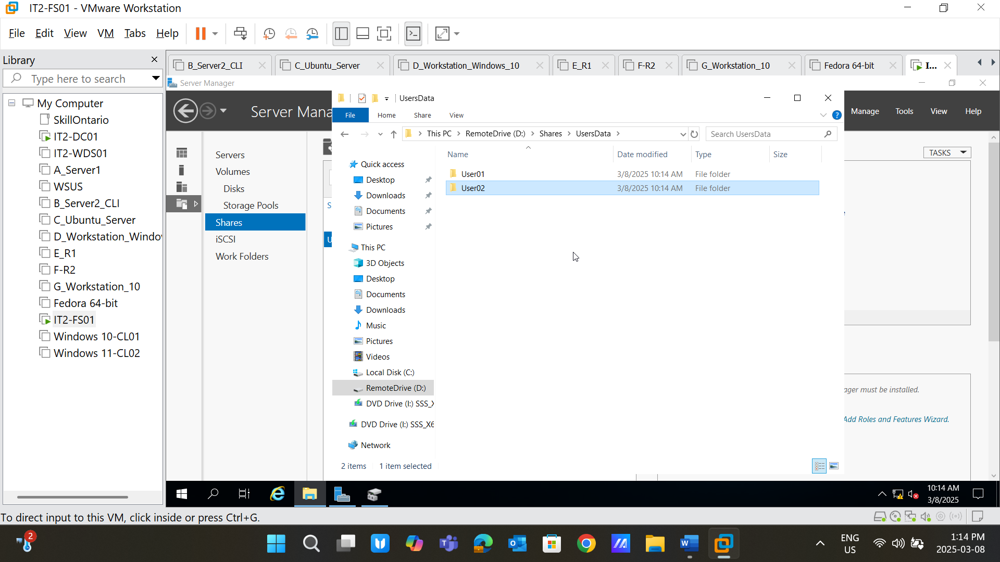 IT2-FS01 - VMware Workstation
File Edit View VM Tabs Help
Library
Type here to search
My Computer
SkillOntario
IT2-DC01
IT2-WDS01
A_Server1
WSUS
B_Server2_CLI
C_Ubuntu_Server
D_Workstation_Windo
E_R1
F-R2
G_Workstation_10
Fedora 64-bit
IT2-FS01
Windows 10-CL01
Windows 11-CL02
B_Server2_CLI
C_Ubuntu_Server
D_Workstation_Windows_10
E_R1
F-R2
G_Workstation_10
Fedora 64-bit
I...
Server Manager
Server Mana
Manage Tools View Help
Servers
Volumes
Disks
Storage Pools
Shares
iSCSI
Work Folders
S
U
UsersData
File Home Share View
This PC > RemoteDrive (D:) > Shares > UsersData >
Search UsersData
Quick access
Desktop
Downloads
Documents
Pictures
This PC
3D Objects
Desktop
Documents
Downloads
Music
Pictures
Videos
Local Disk (C:)
RemoteDrive (D:)
DVD Drive (I:) SSS_X
DVD Drive (I:) SSS_X6
Network
Name Date modified Type Size
User01 3/8/2025 10:14 AM File folder
User02 3/8/2025 10:14 AM File folder
2 items 1 item selected
TASKS
ager must be installed.
Add Roles and Features Wizard.
10:14 AM
3/8/2025
To direct input to this VM, click inside or press Ctrl+G.
2
ENG
US
1:14 PM
2025-03-08